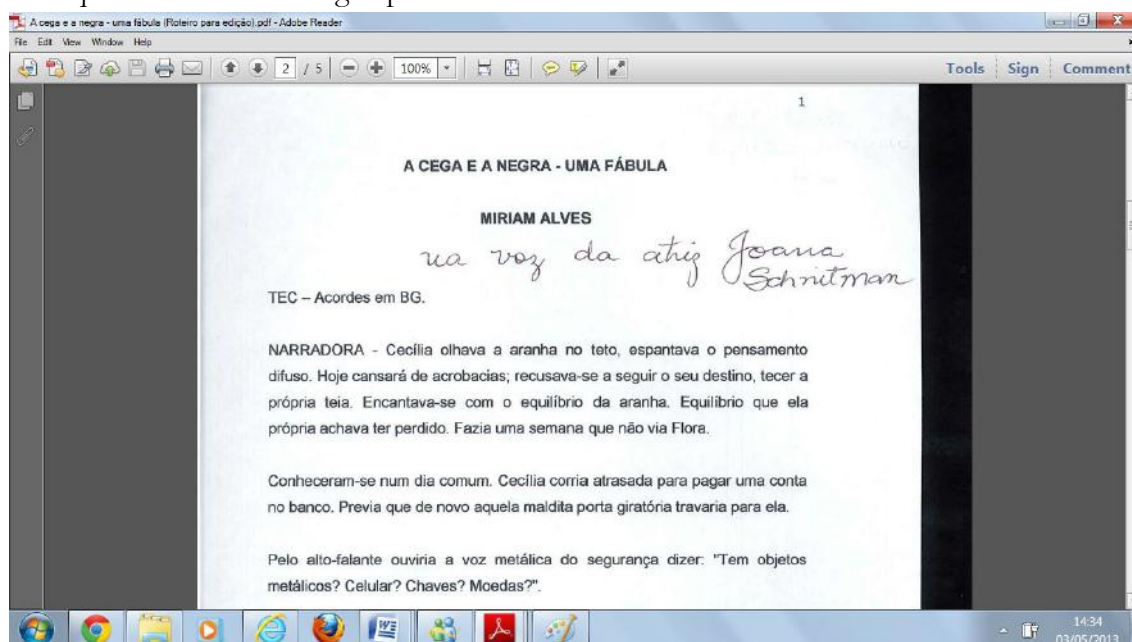 A cega e a negra - uma fábula (Roteiro para edição).pdf - Adobe Reader
File Edit View Window Help
2 / 5 100% Tools Sign Comment
1
A CEGA E A NEGRA - UMA FÁBULA
MIRIAM ALVES
na voz da atriz Joana
Schnitman
TEC – Acordes em BG.
NARRADORA - Cecília olhava a aranha no teto, espantava o pensamento
difuso. Hoje cansará de acrobacias; recusava-se a seguir o seu destino, tecer a
própria teia. Encantava-se com o equilíbrio da aranha. Equilíbrio que ela
própria achava ter perdido. Fazia uma semana que não via Flora.
Conheceram-se num dia comum. Cecília corria atrasada para pagar uma conta
no banco. Previa que de novo aquela maldita porta giratória travaria para ela.
Pelo alto-falante ouviria a voz metálica do segurança dizer: "Tem objetos
metálicos? Celular? Chaves? Moedas?".
14:34
03/05/2013